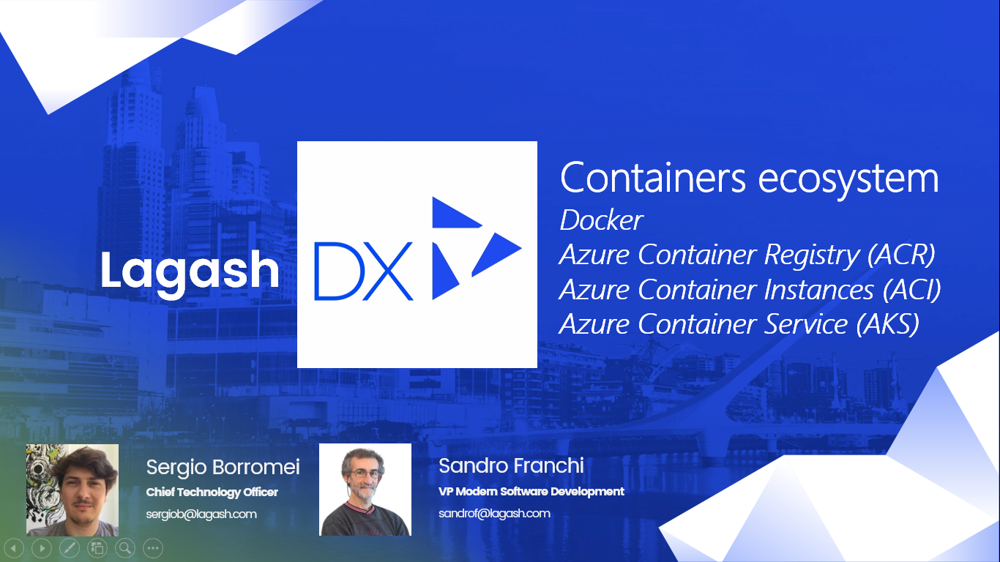 Lagash
DX
Containers ecosystem
Docker
Azure Container Registry (ACR)
Azure Container Instances (ACI)
Azure Container Service (AKS)
Sergio Borromei
Chief Technology Officer
sergiob@lagash.com
Sandro Franchi
VP Modern Software Development
sandrof@lagash.com